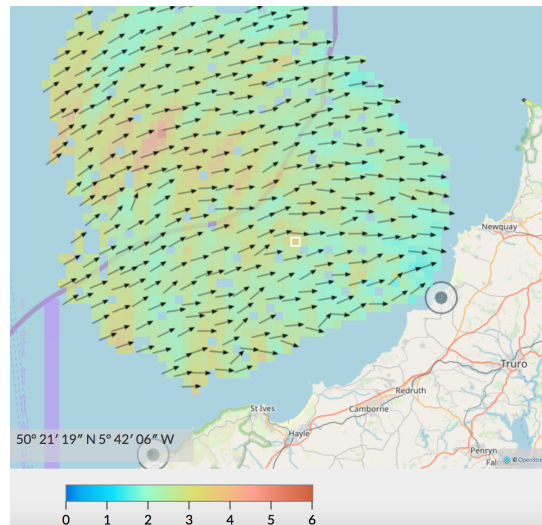 Newquay
Truro
Redruth
Camborne
St Ives
Hayle
50° 21′ 19″ N 5° 42′ 06″ W
Penryn
Fal
© OpenStre
0 1 2 3 4 5 6